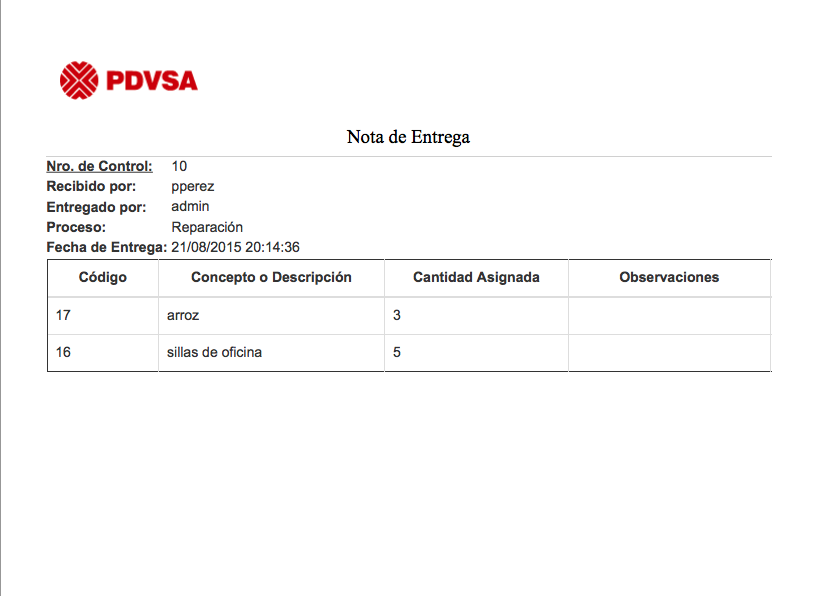 PDVSA
Nota de Entrega
Nro. de Control: 10
Recibido por: pperez
Entregado por: admin
Proceso: Reparación
Fecha de Entrega: 21/08/2015 20:14:36
Código Concepto o Descripción Cantidad Asignada Observaciones
17 arroz 3
16 sillas de oficina 5